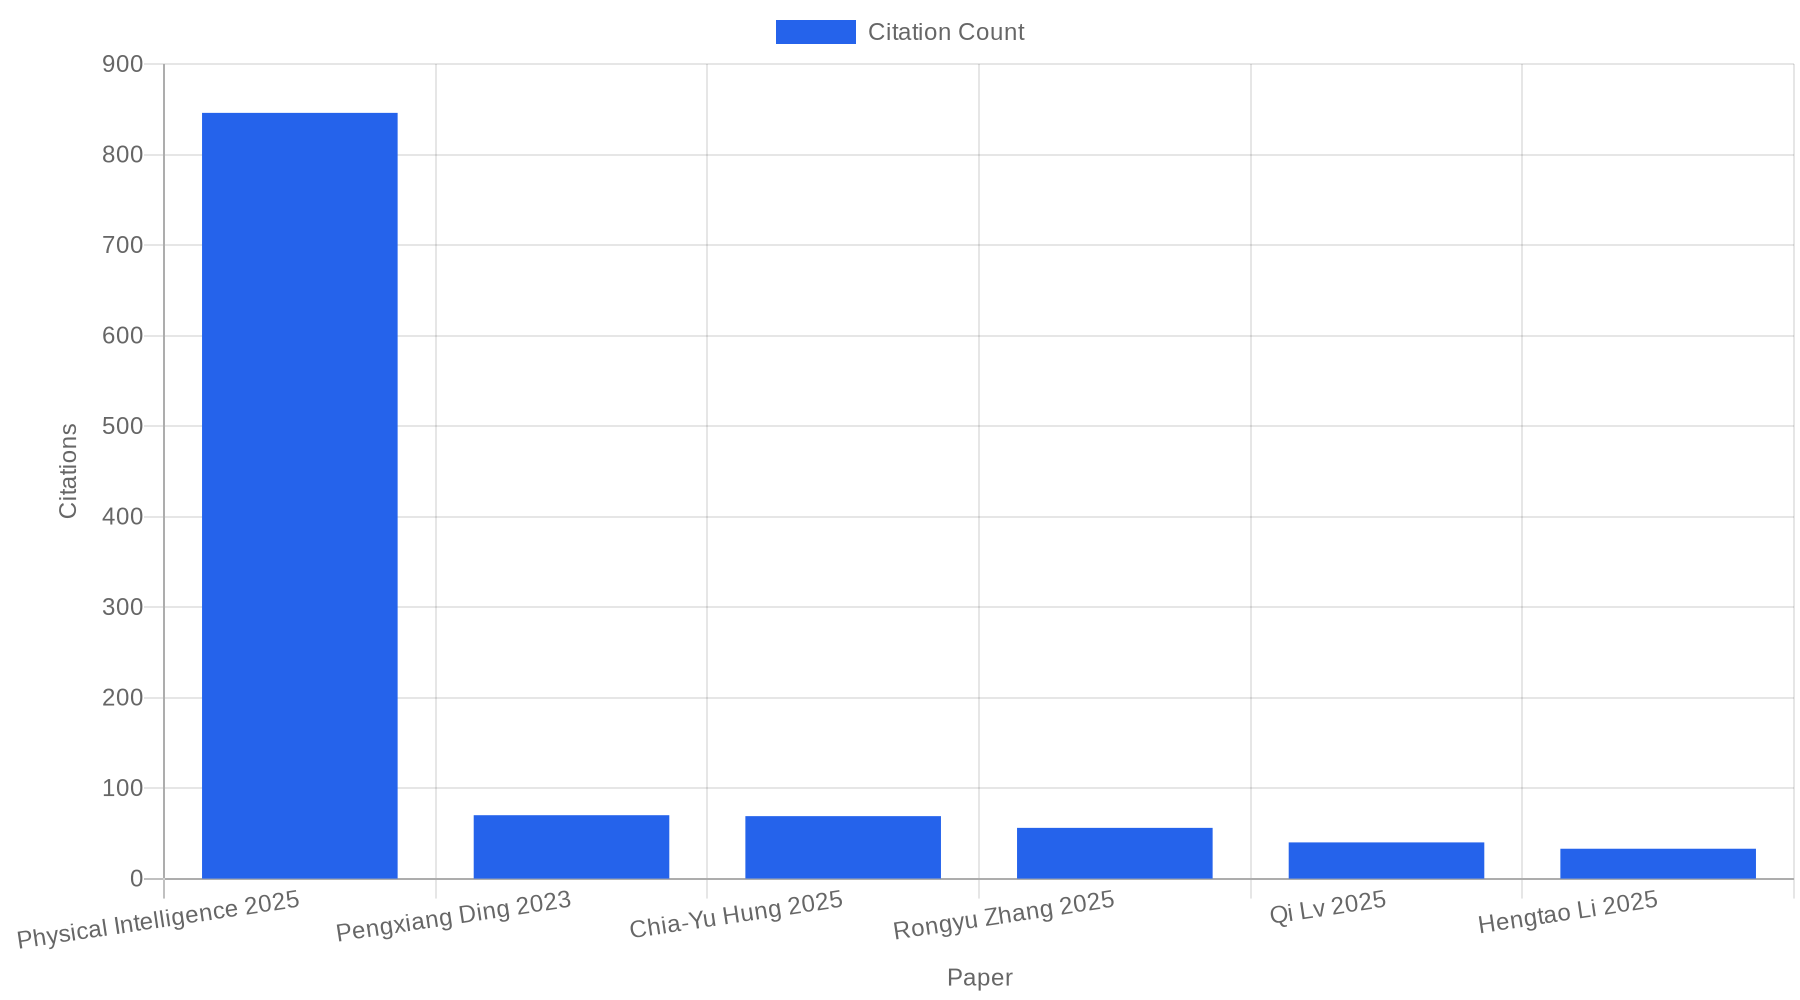 Citation Count
900
800
700
600
500
400
300
200
100
0
Citations
Physical Intelligence 2025
Pengxiang Ding 2023
Chia-Yu Hung 2025
Rongyu Zhang 2025
Qi Lv 2025
Hengtao Li 2025
Paper